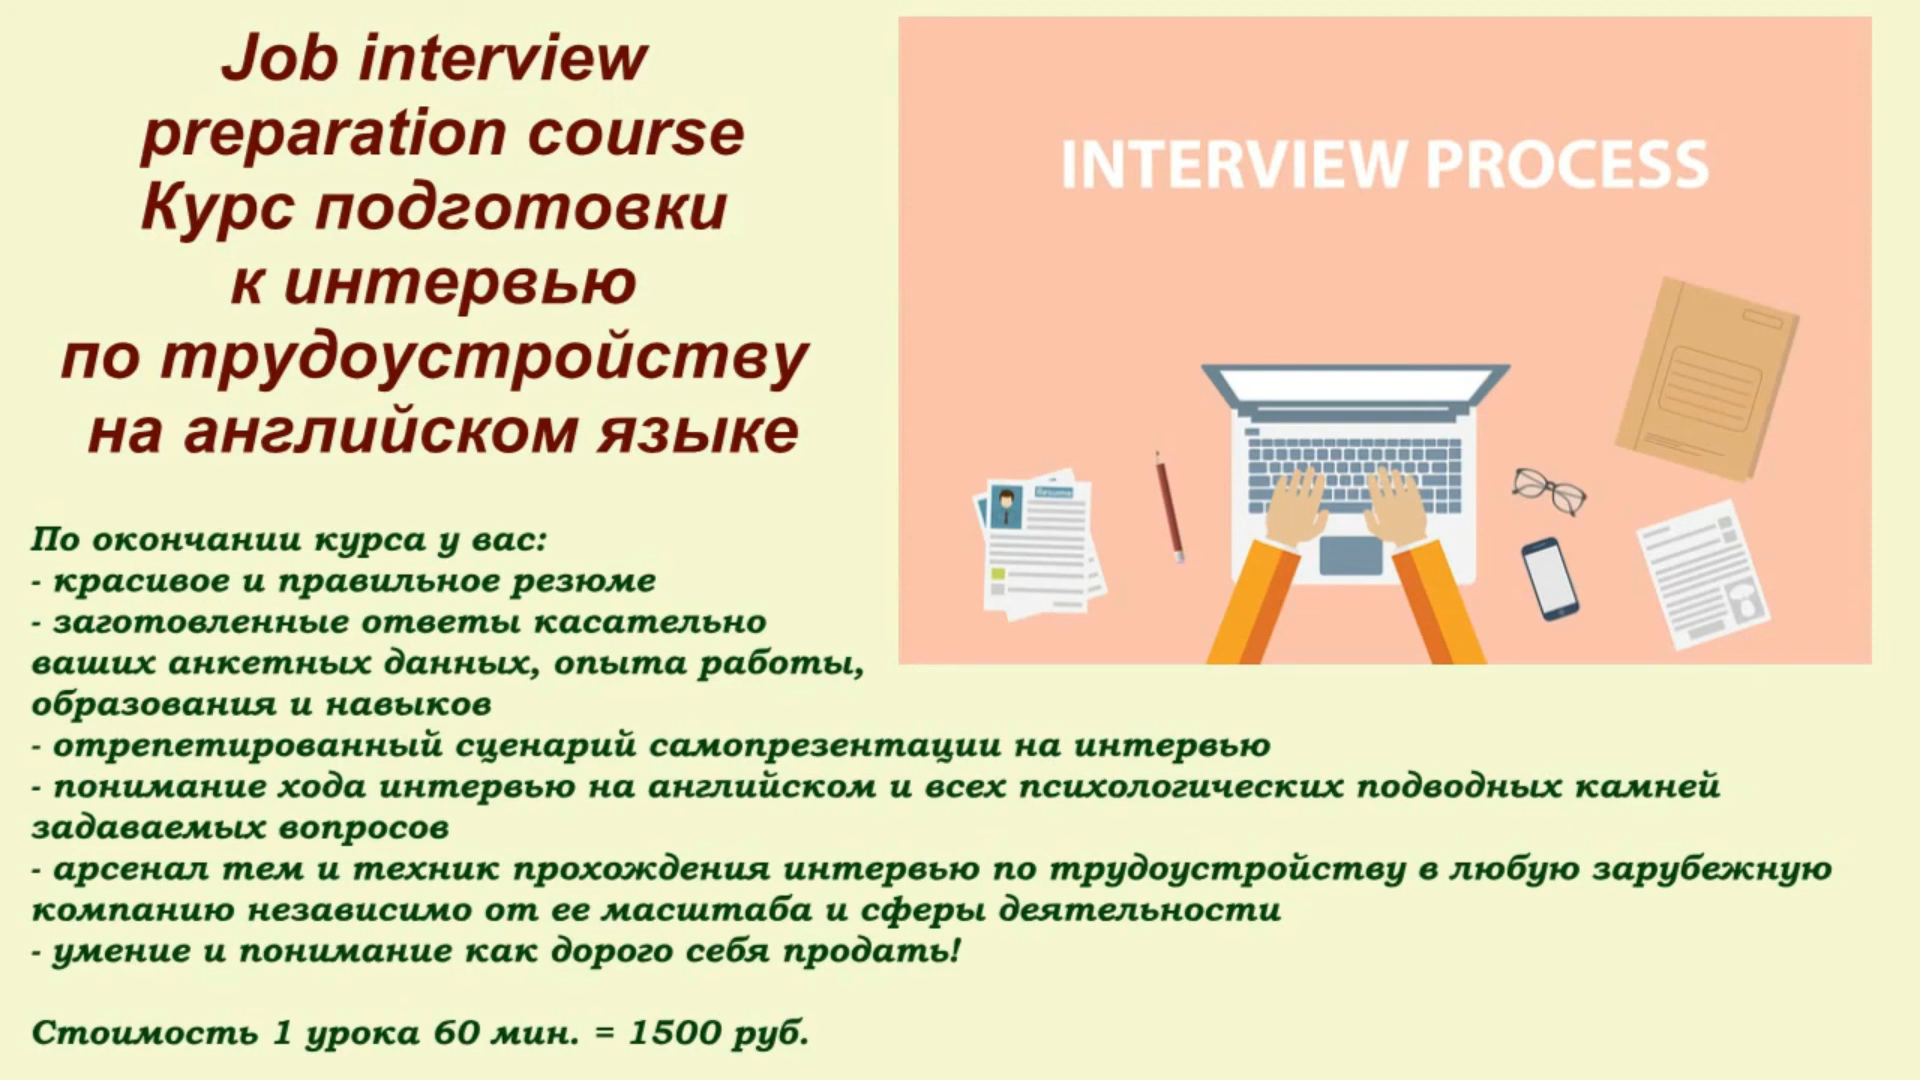 Job interview
preparation course
Курс подготовки
к интервью
по трудоустройству
на английском языке
INTERVIEW PROCESS
Resume
По окончании курса у вас:
- красивое и правильное резюме
- заготовленные ответы касательно
ваших анкетных данных, опыта работы,
образования и навыков
- отрепетированный сценарий самопрезентации на интервью
- понимание хода интервью на английском и всех психологических подводных камней
задаваемых вопросов
- арсенал тем и техник прохождения интервью по трудоустройству в любую зарубежную
компанию независимо от ее масштаба и сферы деятельности
- умение и понимание как дорого себя продать!
Стоимость 1 урока 60 мин. = 1500 руб.